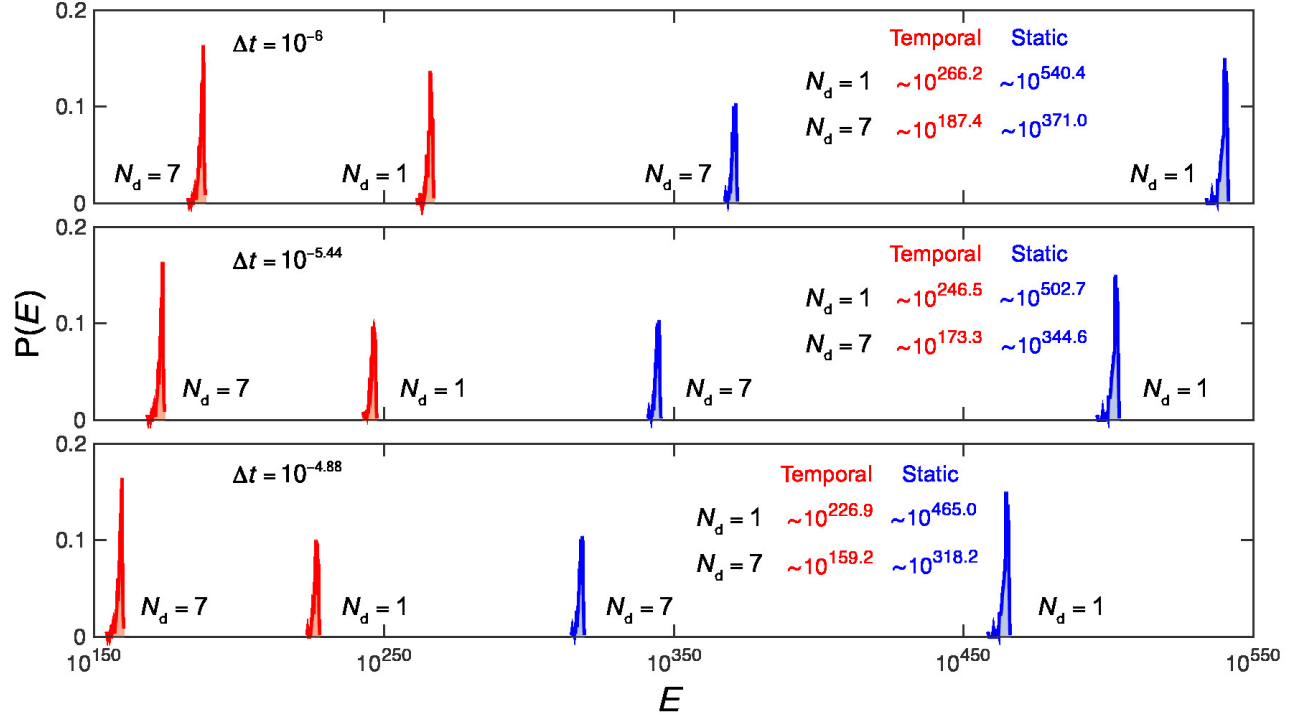 0.2
Δt = 10^-6
Temporal Static
N_d = 1 ~10^266.2 ~10^540.4
0.1
N_d = 7 ~10^187.4 ~10^371.0
N_d = 7 N_d = 1 N_d = 7 N_d = 1
0
0.2
Δt = 10^-5.44
Temporal Static
N_d = 1 ~10^246.5 ~10^502.7
0.1
N_d = 7 ~10^173.3 ~10^344.6
N_d = 7 N_d = 1 N_d = 7 N_d = 1
0
P(E)
0.2
Δt = 10^-4.88
Temporal Static
N_d = 1 ~10^226.9 ~10^465.0
0.1
N_d = 7 ~10^159.2 ~10^318.2
N_d = 7 N_d = 1 N_d = 7 N_d = 1
0
10^150 10^250 10^350 10^450 10^550
E